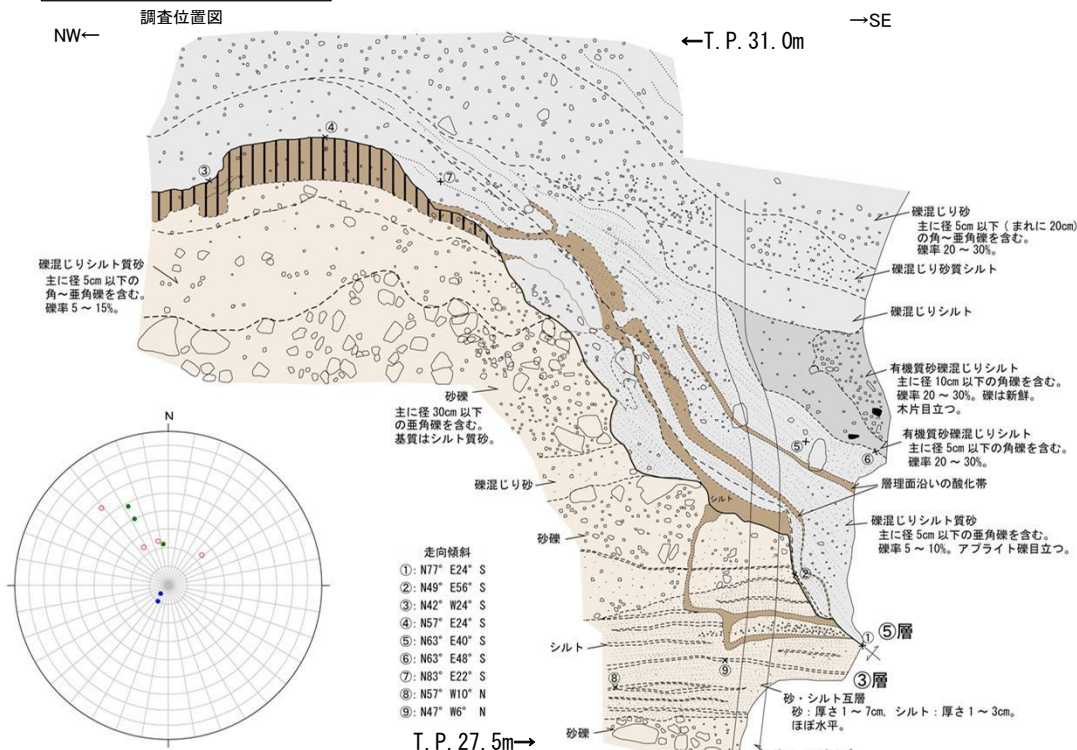 調査位置図
NW←
→SE
←T.P.31.0m
④
③
⑦
礫混じり砂
主に径5cm以下(まれに20cm)
の角～亜角礫を含む。
礫率20～30%。
礫混じりシルト質砂
主に径5cm以下の
角～亜角礫を含む。
礫率5～15%。
礫混じり砂質シルト
礫混じりシルト
有機質砂礫混じりシルト
主に径10cm以下の角礫を含む。
礫率20～30%。礫は新鮮。
木片目立つ。
砂礫
主に径30cm以下
の亜角礫を含む。
基質はシルト質砂。
⑤
⑥
有機質砂礫混じりシルト
主に径5cm以下の角礫を含む。
礫率20～30%。
礫混じり砂
層理面沿いの酸化帯
シルト
礫混じりシルト質砂
主に径5cm以下の亜角礫を含む。
礫率5～10%。アプライト礫目立つ。
砂礫
N
走向傾斜
①: N77° E24° S
②: N49° E56° S
③: N42° W24° S
④: N57° E24° S
⑤: N63° E40° S
⑥: N63° E48° S
⑦: N83° E22° S
⑧: N57° W10° N
⑨: N47° W6° N
②
①
⑤層
シルト
⑨
⑧
③層
砂・シルト互層
砂:厚さ1～7cm, シルト:厚さ1～3cm。
ほぼ水平。
砂礫
T.P.27.5m→